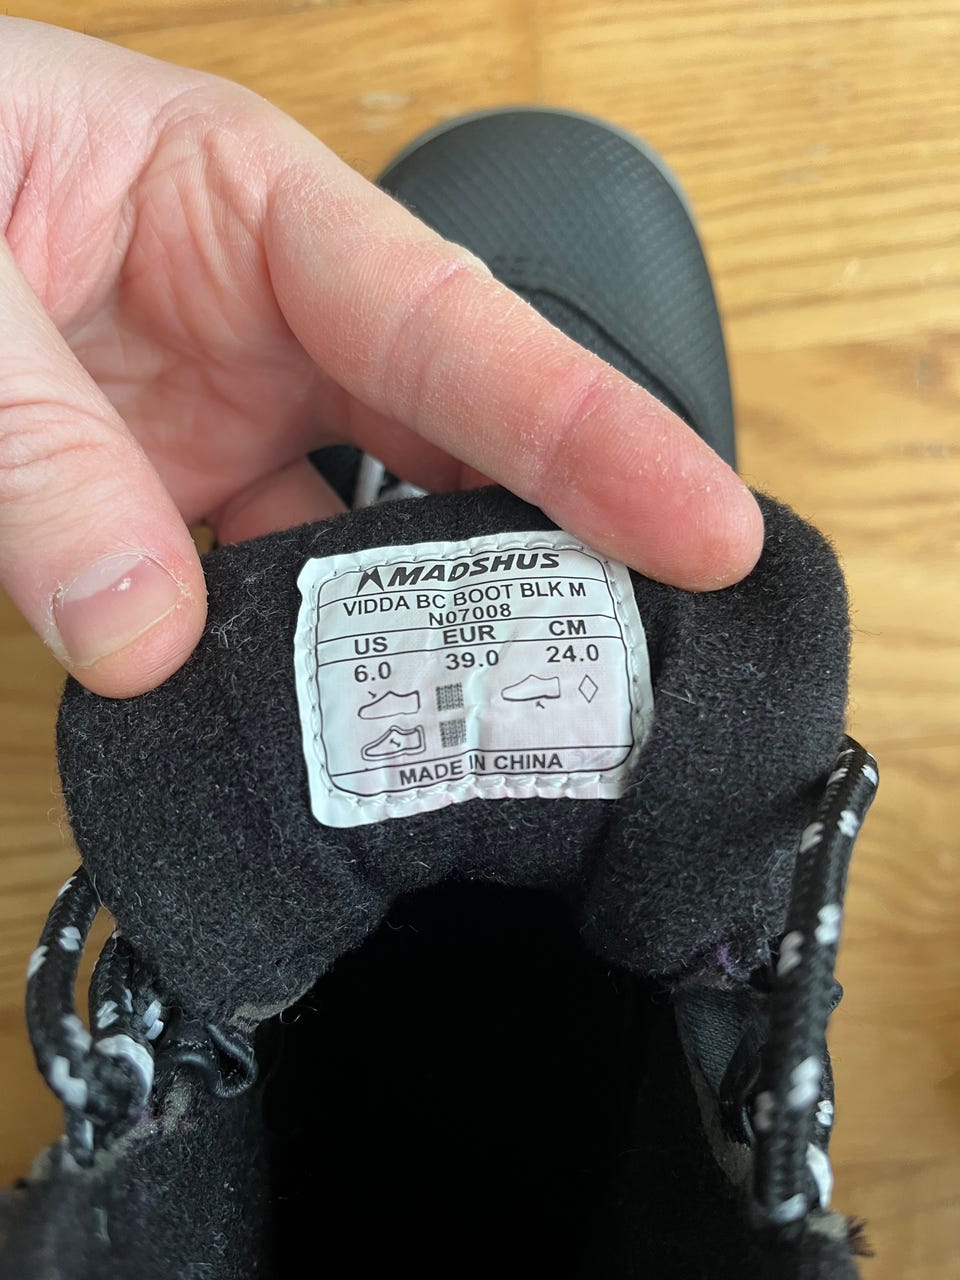 MADSHUS
VIDDA BC BOOT BLK M
N07008
US EUR CM
6.0 39.0 24.0
MADE IN CHINA